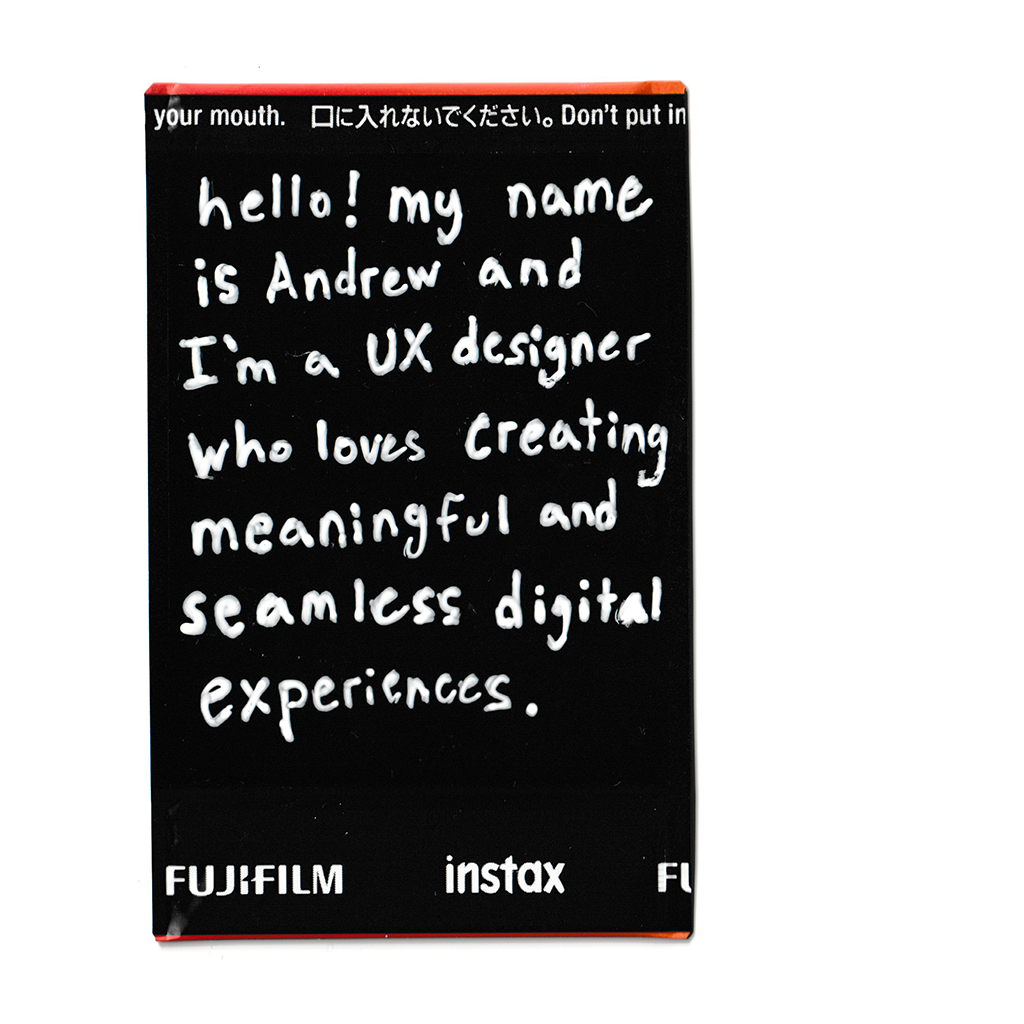 your mouth. 口に入れないでください。Don't put in
hello! my name
is Andrew and
I'm a UX designer
who loves creating
meaningful and
seamless digital
experiences.
FUJIFILM instax FU